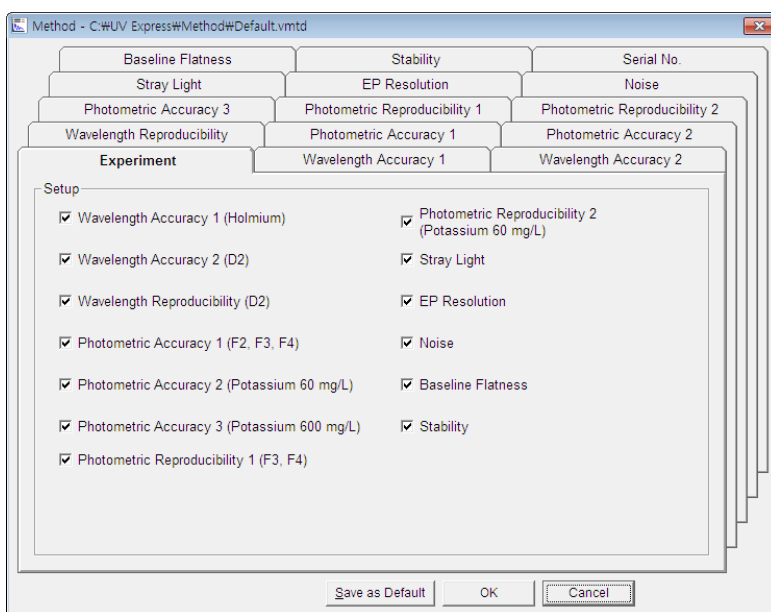 Method - C:₩UV Express₩Method₩Default.vmtd
Baseline Flatness Stability Serial No.
Stray Light EP Resolution Noise
Photometric Accuracy 3 Photometric Reproducibility 1 Photometric Reproducibility 2
Wavelength Reproducibility Photometric Accuracy 1 Photometric Accuracy 2
Experiment Wavelength Accuracy 1 Wavelength Accuracy 2
Setup
Wavelength Accuracy 1 (Holmium)
Wavelength Accuracy 2 (D2)
Wavelength Reproducibility (D2)
Photometric Accuracy 1 (F2, F3, F4)
Photometric Accuracy 2 (Potassium 60 mg/L)
Photometric Accuracy 3 (Potassium 600 mg/L)
Photometric Reproducibility 1 (F3, F4)
Photometric Reproducibility 2
(Potassium 60 mg/L)
Stray Light
EP Resolution
Noise
Baseline Flatness
Stability
Save as Default OK Cancel